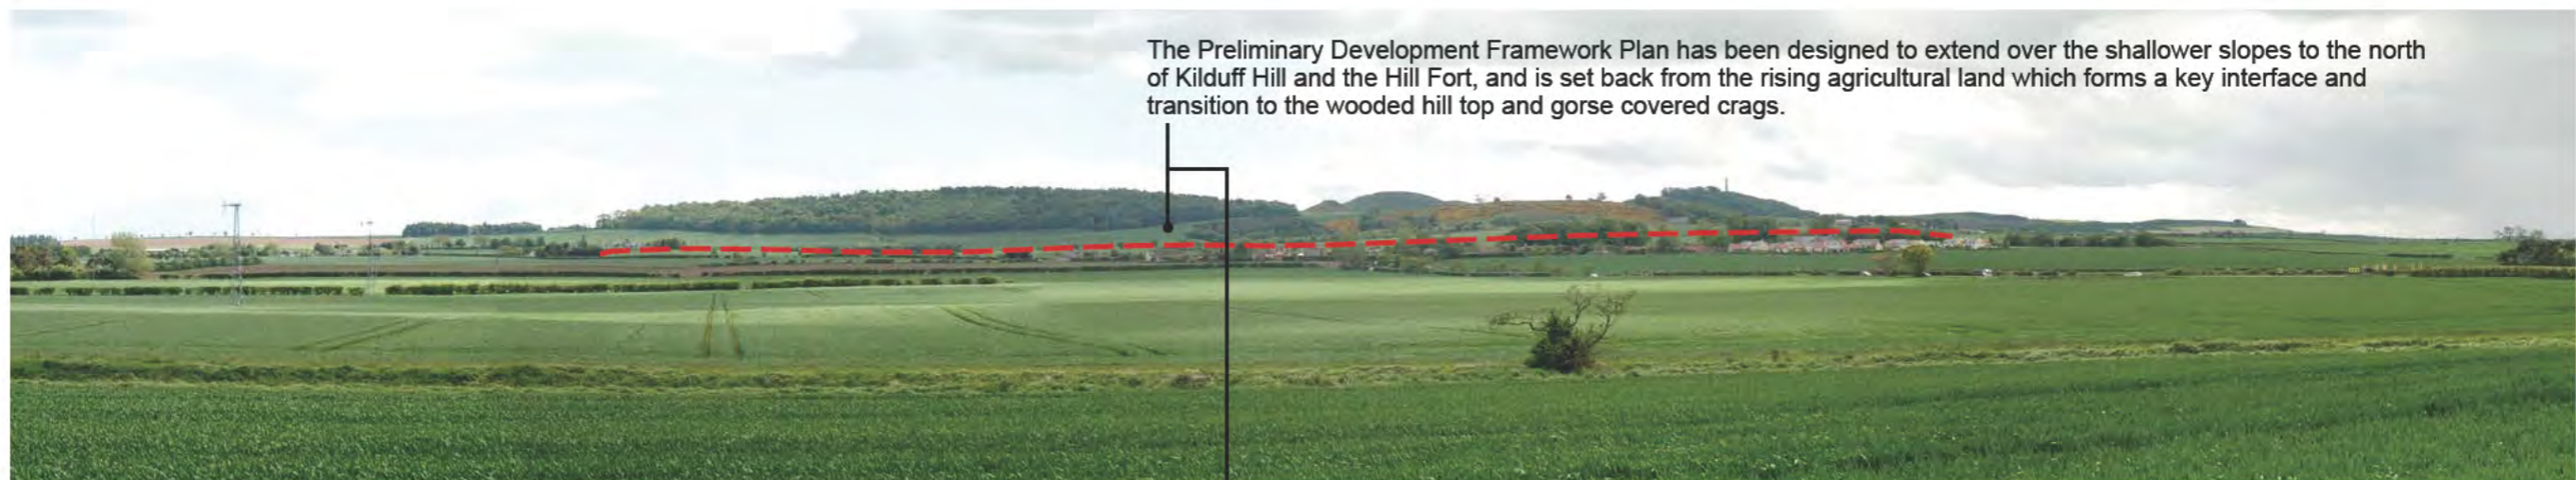 The Preliminary Development Framework Plan has been designed to extend over the shallower slopes to the north
of Kilduff Hill and the Hill Fort, and is set back from the rising agricultural land which forms a key interface and
transition to the wooded hill top and gorse covered crags.